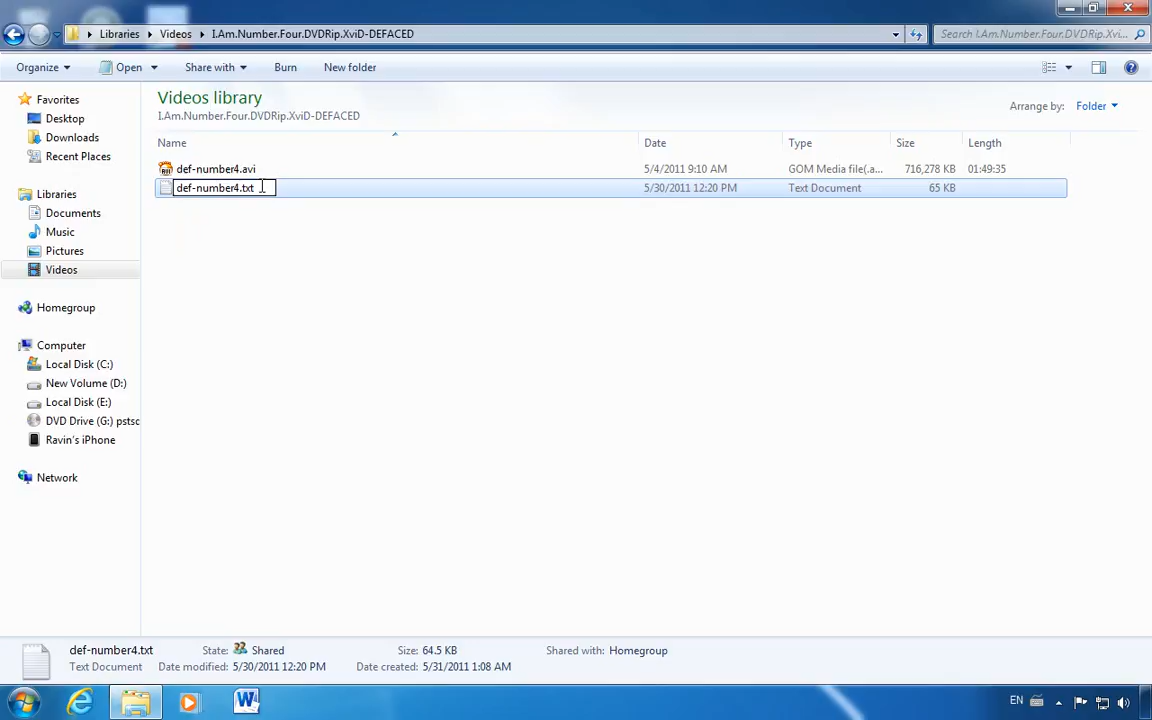 Libraries Videos I.Am.Number.Four.DVDRip.XviD-DEFACED
Search I.Am.Number.Four.DVDRip.Xvi...
Organize Open Share with Burn New folder
Favorites
Desktop
Downloads
Recent Places
Libraries
Documents
Music
Pictures
Videos
Homegroup
Computer
Local Disk (C:)
New Volume (D:)
Local Disk (E:)
DVD Drive (G:) pstsc
Ravin's iPhone
Network
Videos library
I.Am.Number.Four.DVDRip.XviD-DEFACED
Arrange by: Folder
Name Date Type Size Length
def-number4.avi 5/4/2011 9:10 AM GOM Media file(.a... 716,278 KB 01:49:35
def-number4.txt 5/30/2011 12:20 PM Text Document 65 KB
def-number4.txt State: Shared Size: 64.5 KB Shared with: Homegroup
Text Document Date modified: 5/30/2011 12:20 PM Date created: 5/31/2011 1:08 AM
EN